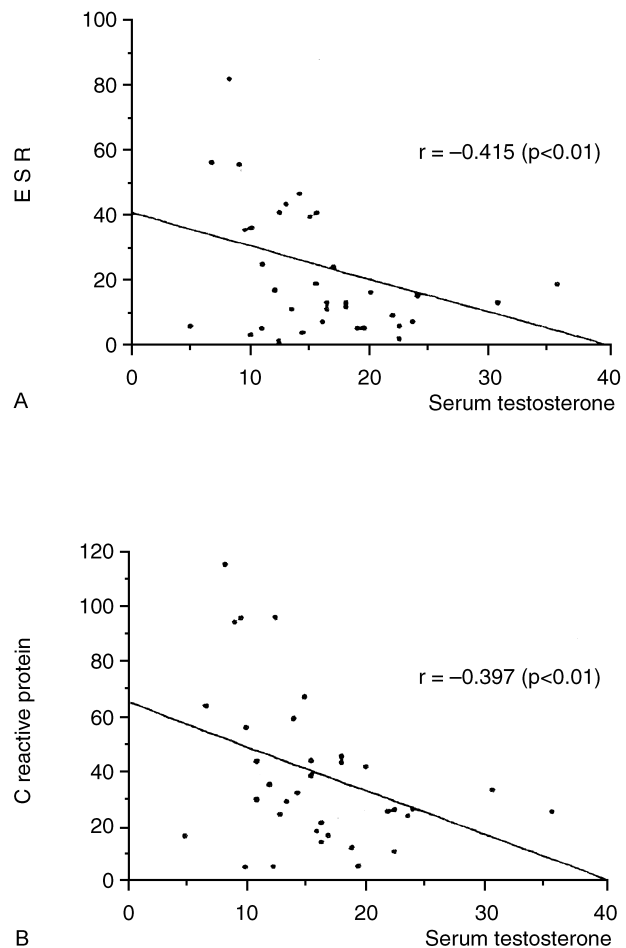 100
80
60
40
20
0
E S R
r = –0.415 (p<0.01)
0 10 20 30 40
A
Serum testosterone
120
100
80
60
40
20
0
C reactive protein
r = –0.397 (p<0.01)
0 10 20 30 40
B
Serum testosterone